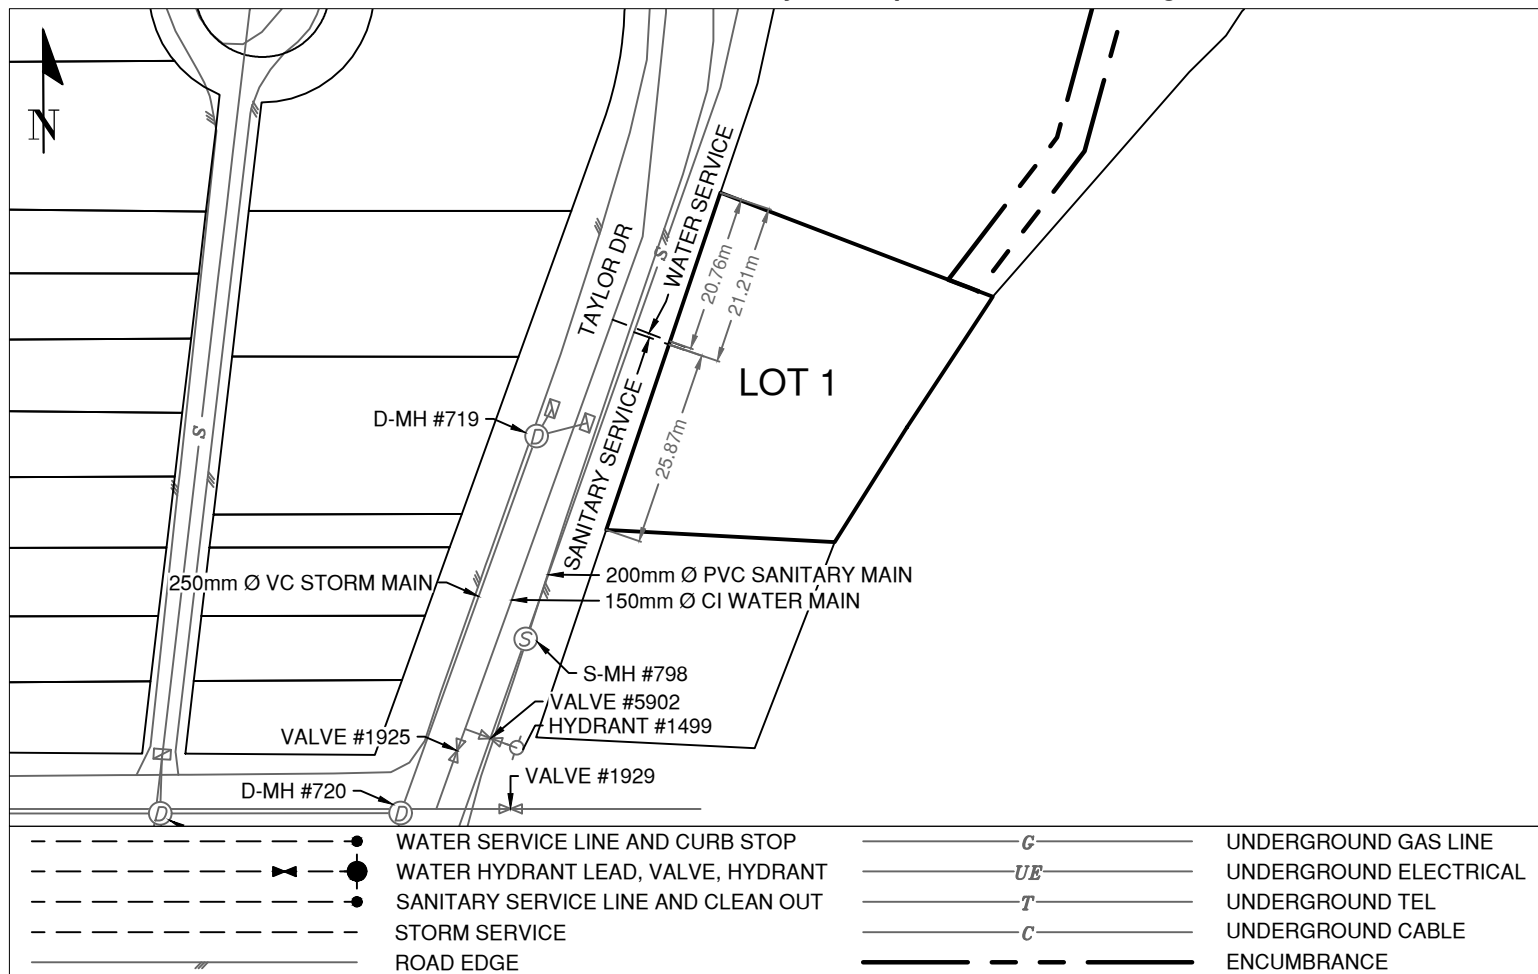 N
WATER SERVICE
TAYLOR DR
S
20.76m
21.21m
LOT 1
D-MH #719
D
S
SANITARY SERVICE
25.87m
250mm Ø VC STORM MAIN
200mm Ø PVC SANITARY MAIN
150mm Ø CI WATER MAIN
S
S-MH #798
VALVE #5902
HYDRANT #1499
VALVE #1925
VALVE #1929
D-MH #720
D
D
WATER SERVICE LINE AND CURB STOP
WATER HYDRANT LEAD, VALVE, HYDRANT
SANITARY SERVICE LINE AND CLEAN OUT
STORM SERVICE
ROAD EDGE
G UNDERGROUND GAS LINE
UE UNDERGROUND ELECTRICAL
T UNDERGROUND TEL
C UNDERGROUND CABLE
ENCUMBRANCE